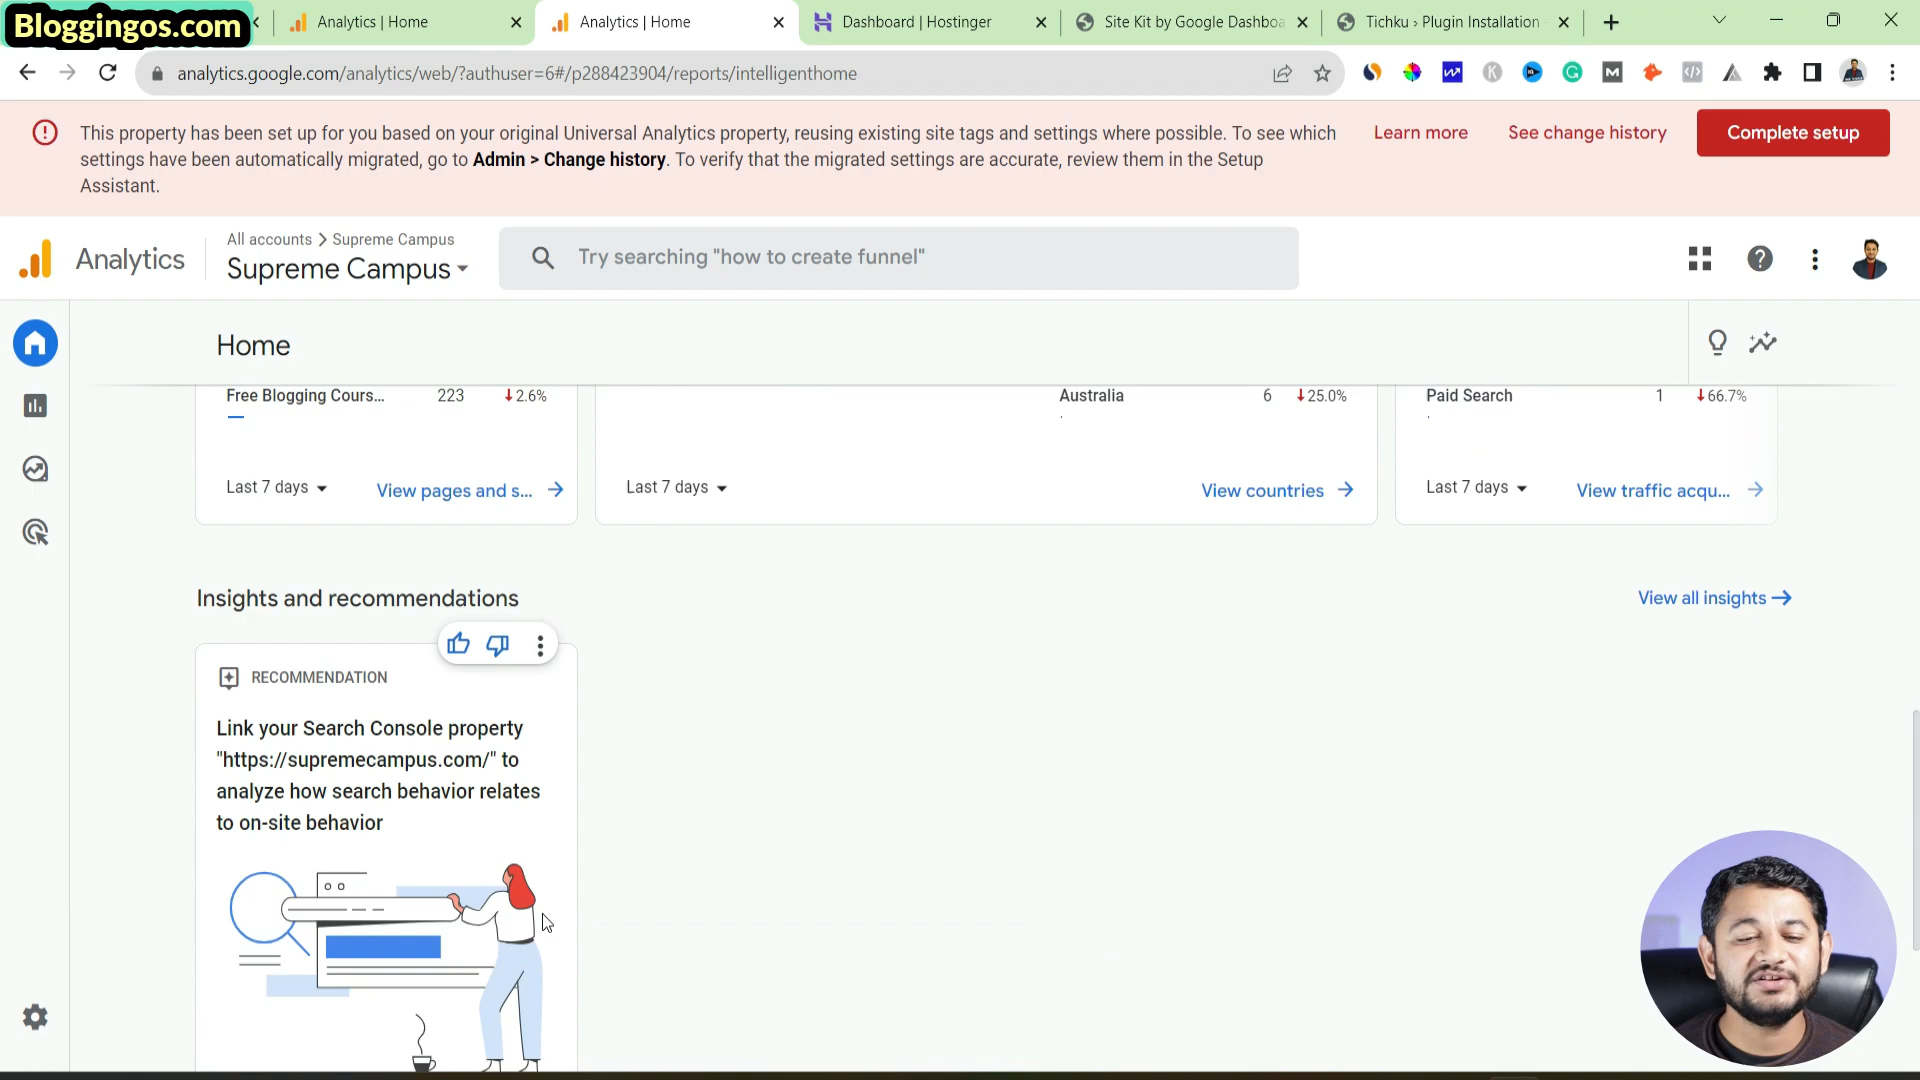 Bloggingos.com
Analytics | Home
Analytics | Home
Dashboard | Hostinger
Site Kit by Google Dashboa
Tichku › Plugin Installation
analytics.google.com/analytics/web/?authuser=6#/p288423904/reports/intelligenthome
This property has been set up for you based on your original Universal Analytics property, reusing existing site tags and settings where possible. To see which
settings have been automatically migrated, go to Admin > Change history. To verify that the migrated settings are accurate, review them in the Setup
Assistant.
Learn more
See change history
Complete setup
Analytics
All accounts > Supreme Campus
Supreme Campus
Try searching "how to create funnel"
Home
Free Blogging Cours... 223 2.6%
Australia 6 25.0%
Paid Search 1 66.7%
Last 7 days
View pages and s...
Last 7 days
View countries
Last 7 days
View traffic acqu...
Insights and recommendations
View all insights
RECOMMENDATION
Link your Search Console property
"https://supremecampus.com/" to
analyze how search behavior relates
to on-site behavior